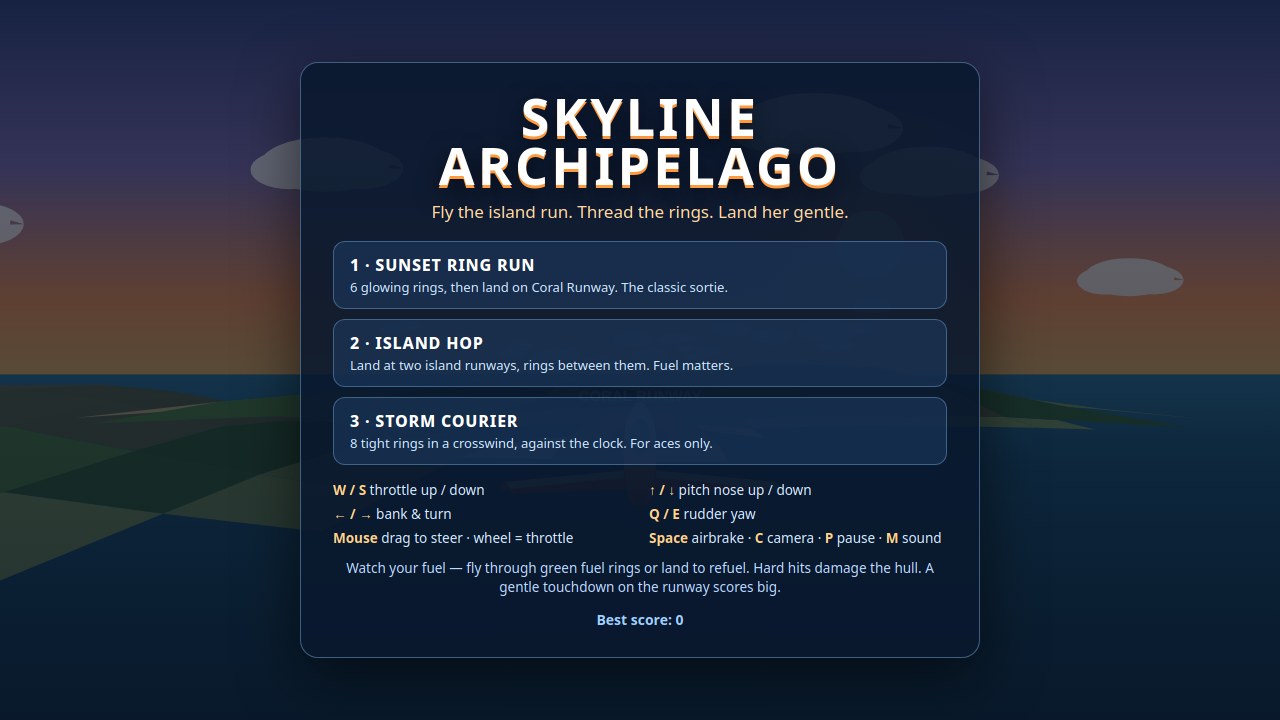 SKYLINE
ARCHIPELAGO
Fly the island run. Thread the rings. Land her gentle.
1 · SUNSET RING RUN
6 glowing rings, then land on Coral Runway. The classic sortie.
2 · ISLAND HOP
Land at two island runways, rings between them. Fuel matters.
CORAL RUNWAY
3 · STORM COURIER
8 tight rings in a crosswind, against the clock. For aces only.
W / S throttle up / down
↑ / ↓ pitch nose up / down
← / → bank & turn
Q / E rudder yaw
Mouse drag to steer · wheel = throttle
Space airbrake · C camera · P pause · M sound
Watch your fuel — fly through green fuel rings or land to refuel. Hard hits damage the hull. A
gentle touchdown on the runway scores big.
Best score: 0